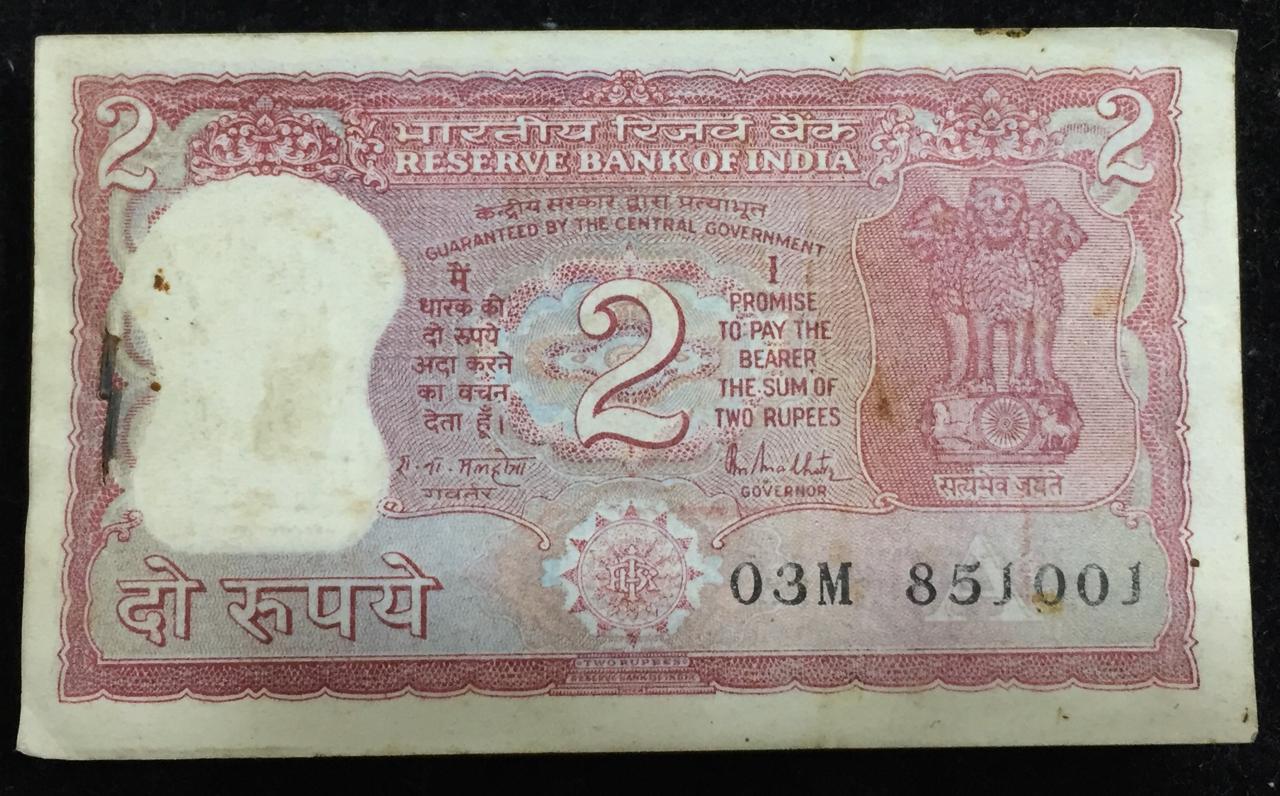 2
2
भारतीय रिज़र्व बैंक
RESERVE BANK OF INDIA
केन्द्रीय सरकार द्वारा प्रत्याभूत
GUARANTEED BY THE CENTRAL GOVERNMENT
मैं
धारक को
दो रुपये
अदा करने
का वचन
देता हूँ।
2
I
PROMISE
TO PAY THE
BEARER
THE SUM OF
TWO RUPEES
गवर्नर
GOVERNOR
सत्यमेव जयते
दो रुपये
A
03M 851001
TWO RUPEES
RESERVE BANK OF INDIA